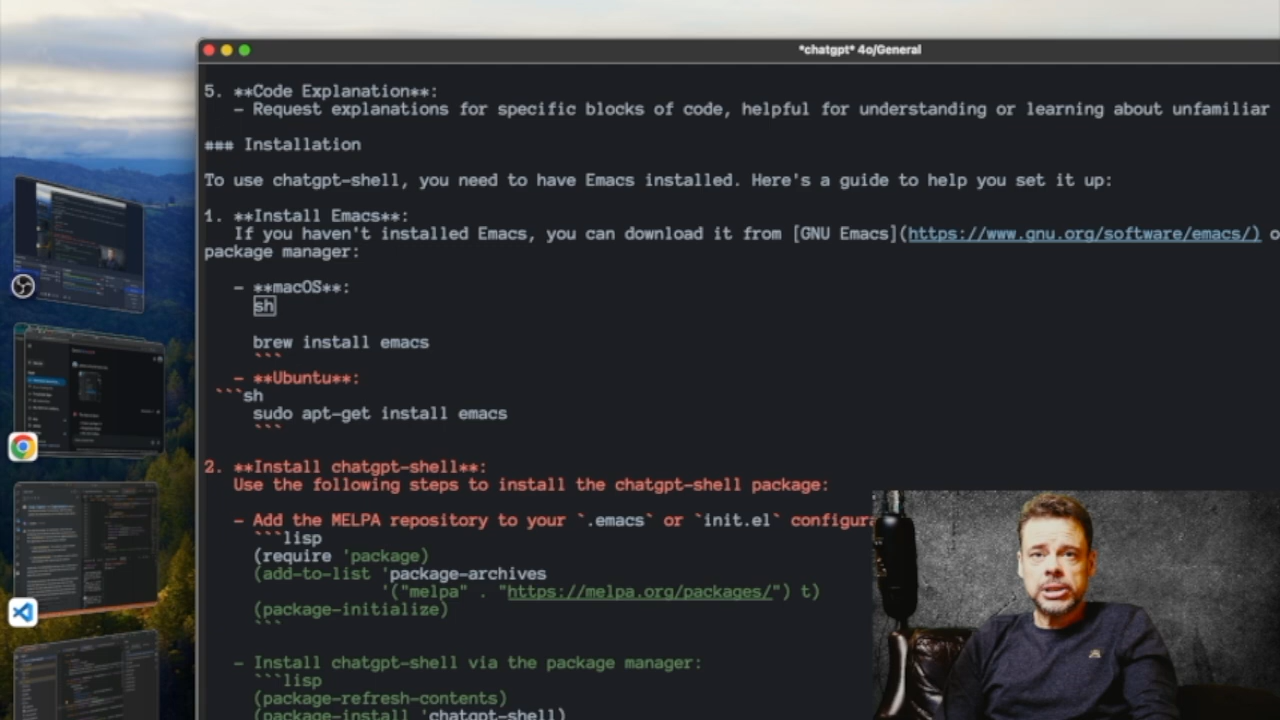 *chatgpt* 4o/General
5. **Code Explanation**:
- Request explanations for specific blocks of code, helpful for understanding or learning about unfamiliar
### Installation
To use chatgpt-shell, you need to have Emacs installed. Here's a guide to help you set it up:
1. **Install Emacs**:
If you haven't installed Emacs, you can download it from [GNU Emacs](https://www.gnu.org/software/emacs/) o
package manager:
- **macOS**:
sh
brew install emacs
```
- **Ubuntu**:
```sh
sudo apt-get install emacs
```
2. **Install chatgpt-shell**:
Use the following steps to install the chatgpt-shell package:
- Add the MELPA repository to your `.emacs` or `init.el` configura
```lisp
(require 'package)
(add-to-list 'package-archives
'("melpa" . "https://melpa.org/packages/") t)
(package-initialize)
```
- Install chatgpt-shell via the package manager:
```lisp
(package-refresh-contents)
(package-install 'chatgpt-shell)